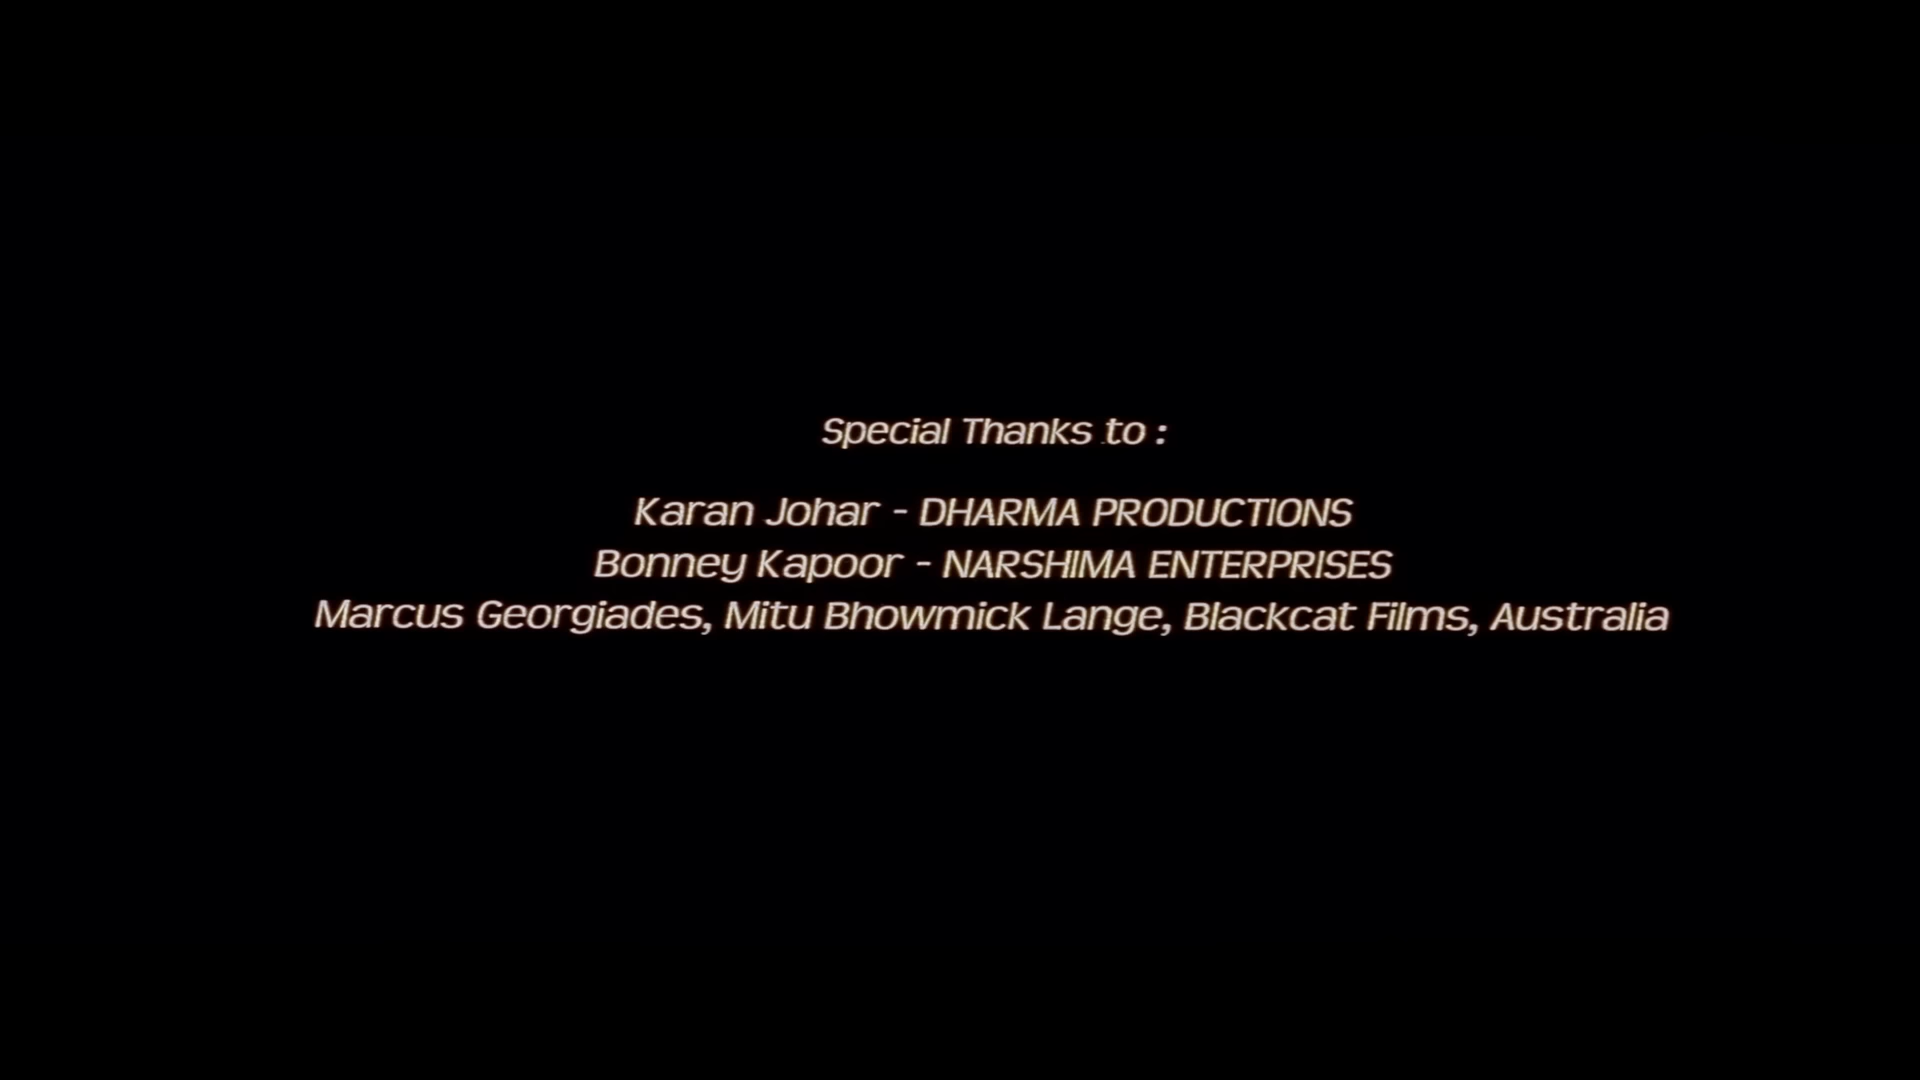 Special Thanks to :
Karan Johar - DHARMA PRODUCTIONS
Bonney Kapoor - NARSHIMA ENTERPRISES
Marcus Georgiades, Mitu Bhowmick Lange, Blackcat Films, Australia